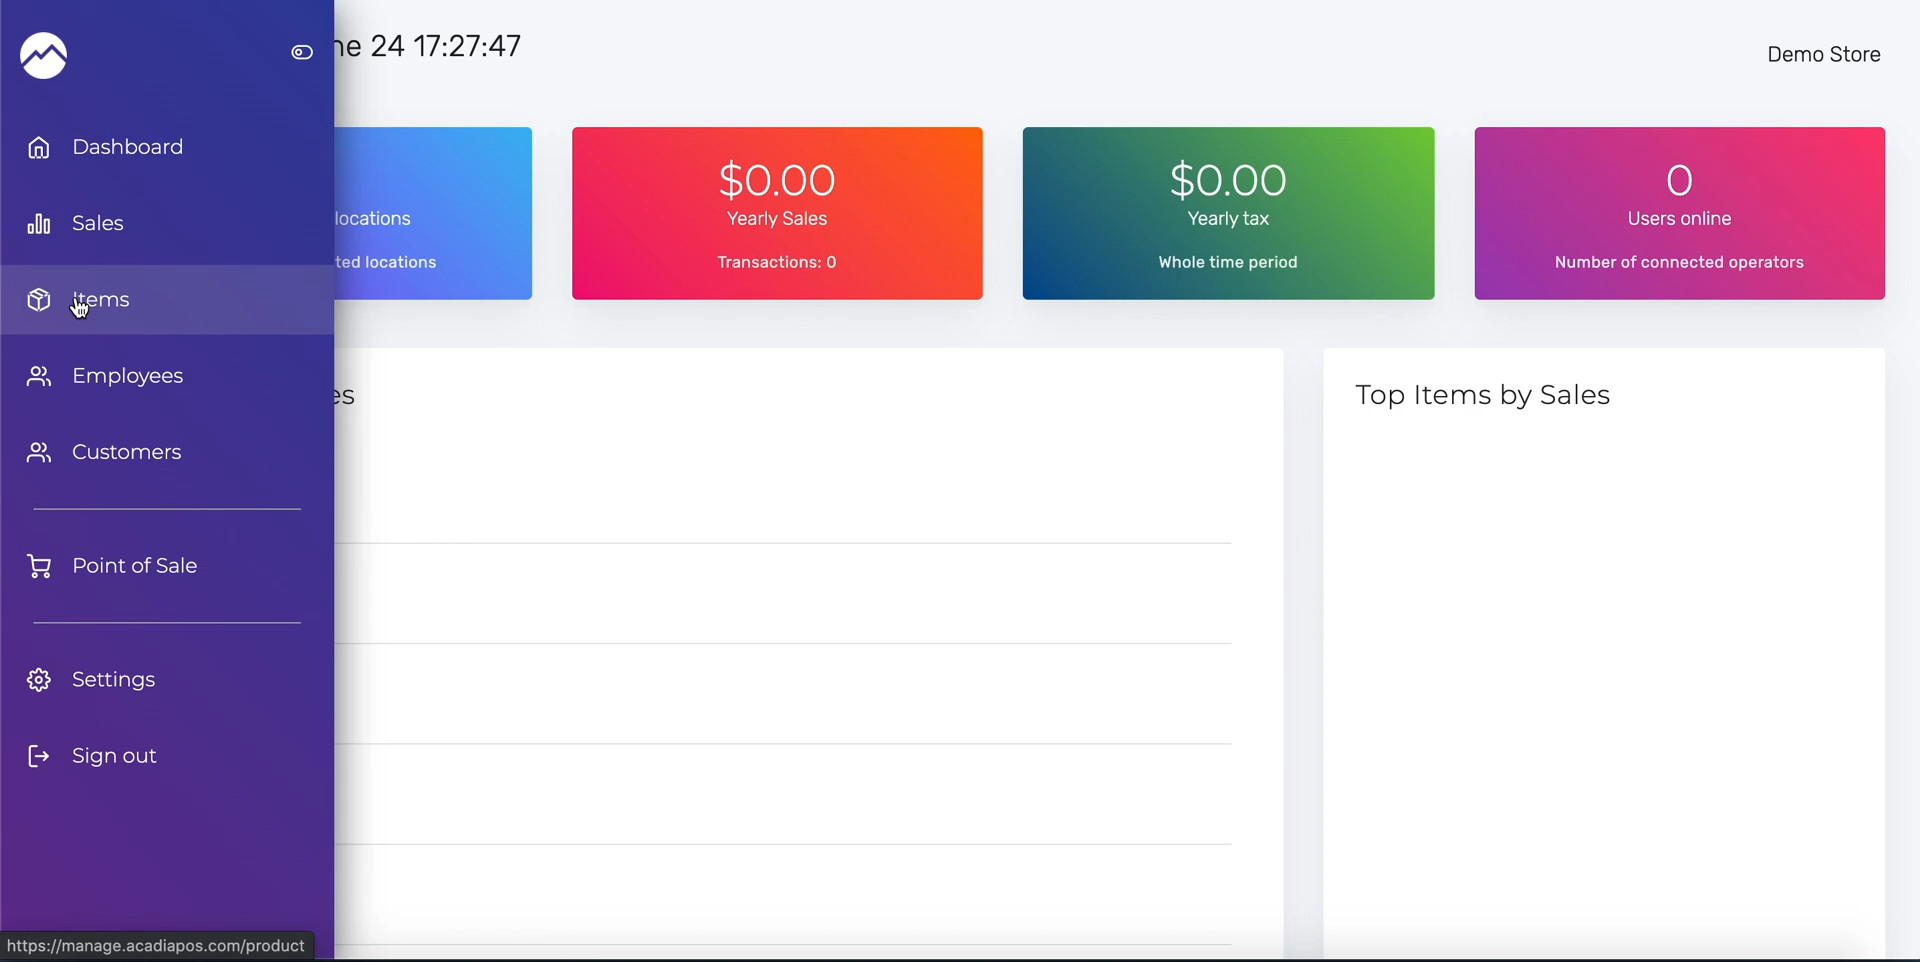 ne 24 17:27:47
Demo Store
Dashboard
Sales
Items
Employees
Customers
Point of Sale
Settings
Sign out
locations
ted locations
$0.00
Yearly Sales
Transactions: 0
$0.00
Yearly tax
Whole time period
0
Users online
Number of connected operators
es
Top Items by Sales
https://manage.acadiapos.com/product